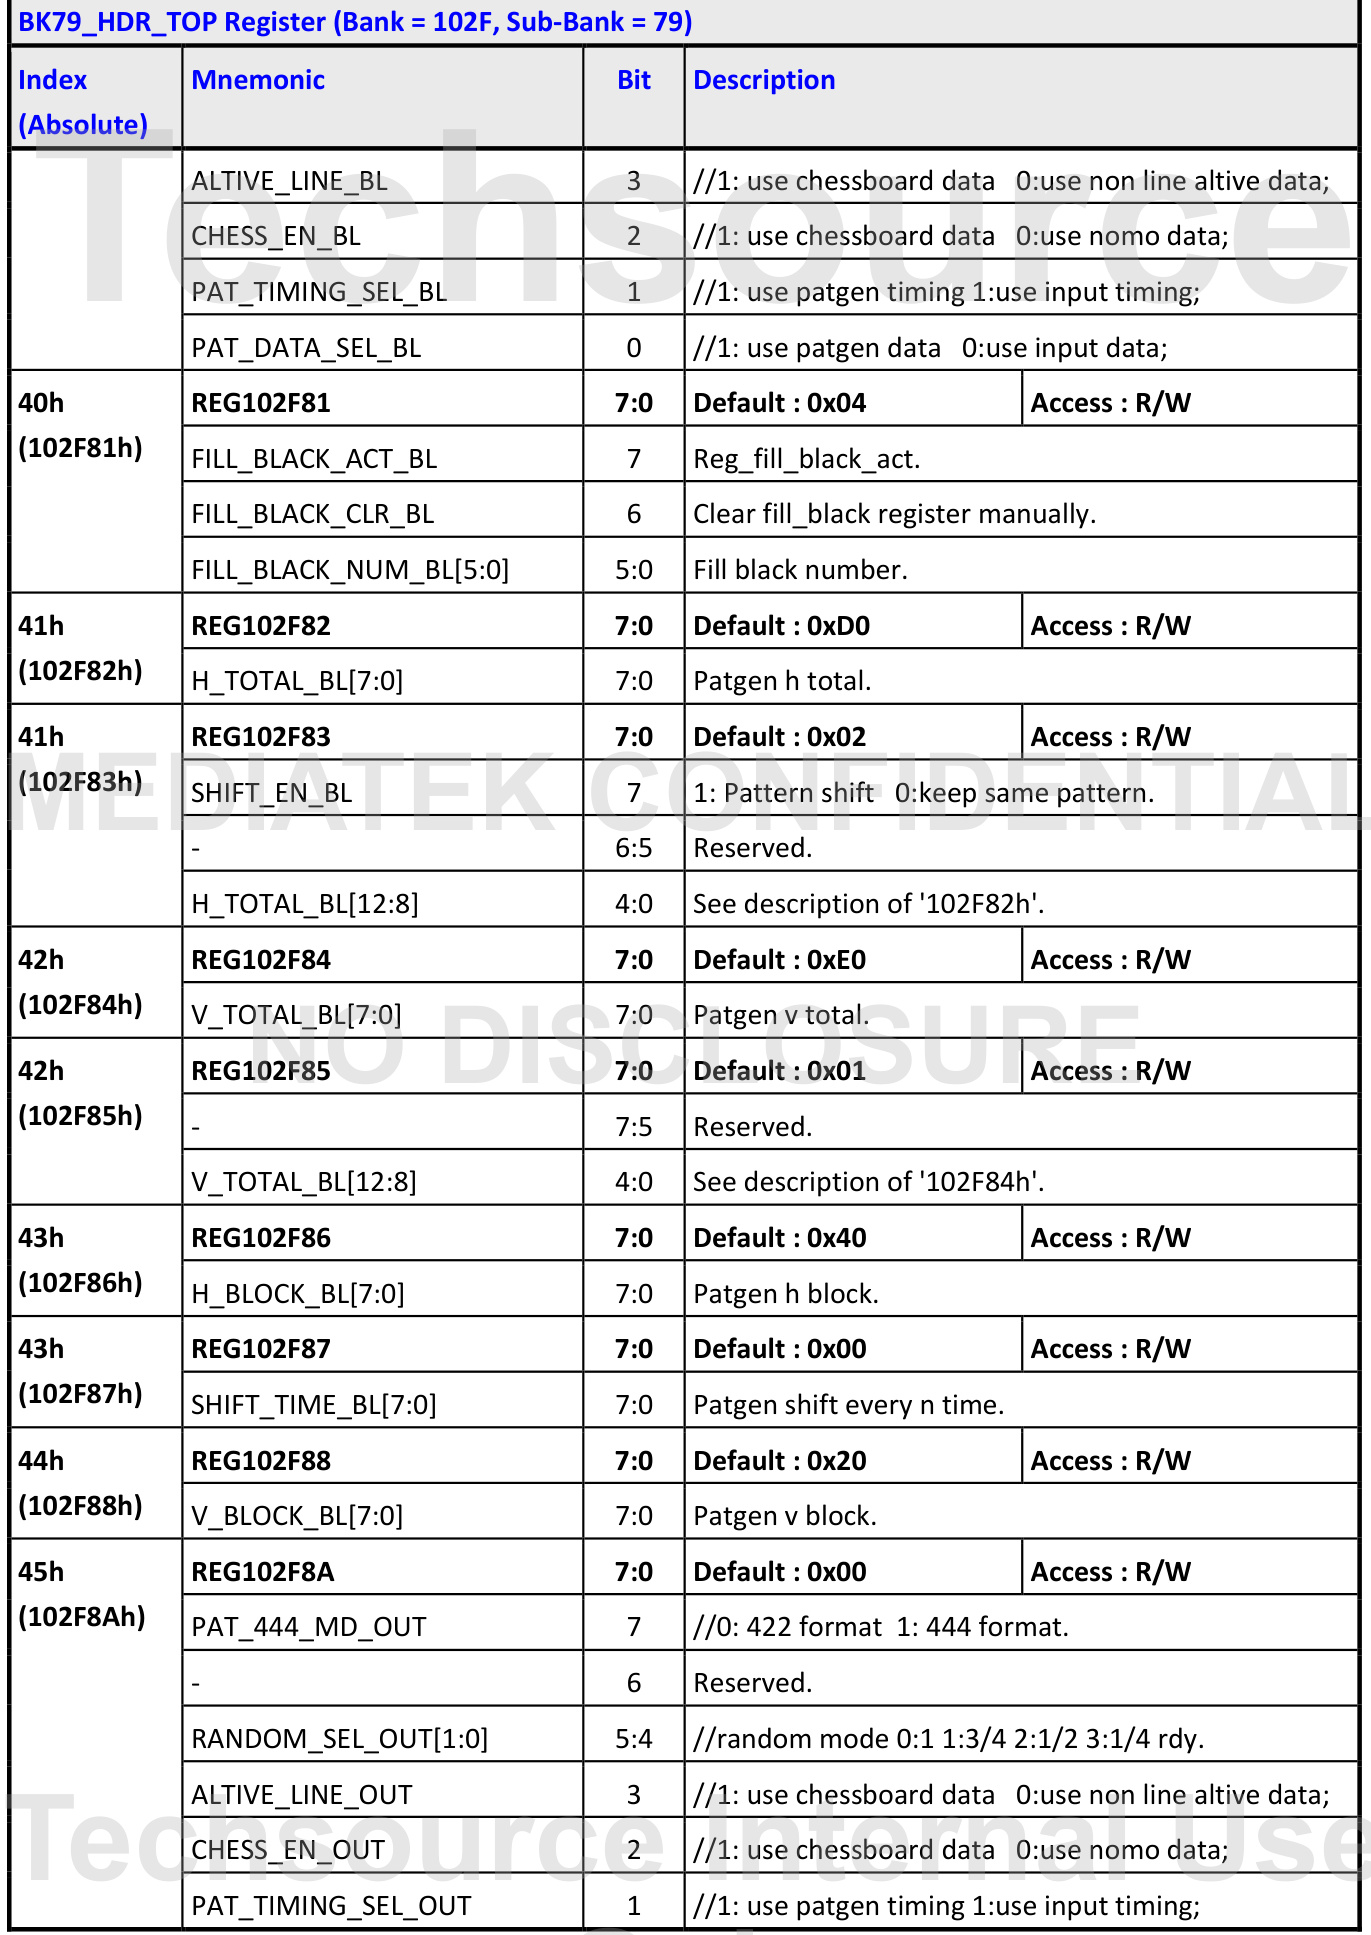 BK79_HDR_TOP Register (Bank = 102F, Sub-Bank = 79)
Index (Absolute) Mnemonic Bit Description
ALTIVE_LINE_BL 3 //1: use chessboard data 0:use non line altive data;
CHESS_EN_BL 2 //1: use chessboard data 0:use nomo data;
PAT_TIMING_SEL_BL 1 //1: use patgen timing 1:use input timing;
PAT_DATA_SEL_BL 0 //1: use patgen data 0:use input data;
40h (102F81h) REG102F81 7:0 Default : 0x04 Access : R/W
FILL_BLACK_ACT_BL 7 Reg_fill_black_act.
FILL_BLACK_CLR_BL 6 Clear fill_black register manually.
FILL_BLACK_NUM_BL[5:0] 5:0 Fill black number.
41h (102F82h) REG102F82 7:0 Default : 0xD0 Access : R/W
H_TOTAL_BL[7:0] 7:0 Patgen h total.
41h (102F83h) REG102F83 7:0 Default : 0x02 Access : R/W
SHIFT_EN_BL 7 1: Pattern shift 0:keep same pattern.
- 6:5 Reserved.
H_TOTAL_BL[12:8] 4:0 See description of '102F82h'.
42h (102F84h) REG102F84 7:0 Default : 0xE0 Access : R/W
V_TOTAL_BL[7:0] 7:0 Patgen v total.
42h (102F85h) REG102F85 7:0 Default : 0x01 Access : R/W
- 7:5 Reserved.
V_TOTAL_BL[12:8] 4:0 See description of '102F84h'.
43h (102F86h) REG102F86 7:0 Default : 0x40 Access : R/W
H_BLOCK_BL[7:0] 7:0 Patgen h block.
43h (102F87h) REG102F87 7:0 Default : 0x00 Access : R/W
SHIFT_TIME_BL[7:0] 7:0 Patgen shift every n time.
44h (102F88h) REG102F88 7:0 Default : 0x20 Access : R/W
V_BLOCK_BL[7:0] 7:0 Patgen v block.
45h (102F8Ah) REG102F8A 7:0 Default : 0x00 Access : R/W
PAT_444_MD_OUT 7 //0: 422 format 1: 444 format.
- 6 Reserved.
RANDOM_SEL_OUT[1:0] 5:4 //random mode 0:1 1:3/4 2:1/2 3:1/4 rdy.
ALTIVE_LINE_OUT 3 //1: use chessboard data 0:use non line altive data;
CHESS_EN_OUT 2 //1: use chessboard data 0:use nomo data;
PAT_TIMING_SEL_OUT 1 //1: use patgen timing 1:use input timing;
Techsource
MEDIATEK CONFIDENTIAL
NO DISCLOSURE
Techsource Internal Use